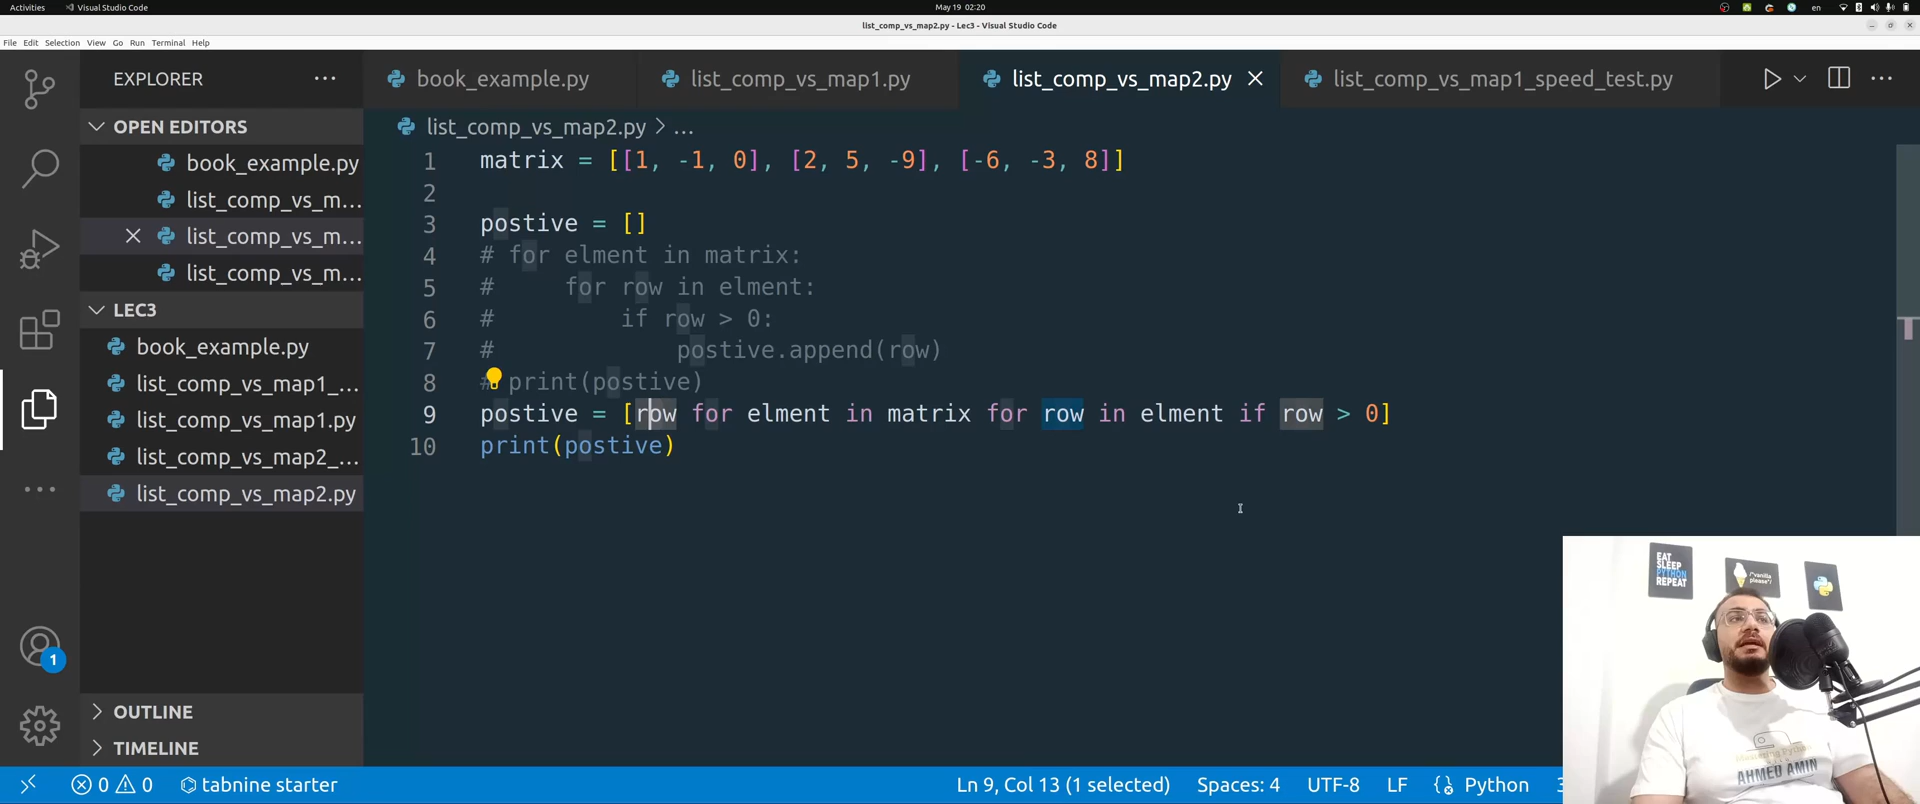 Activities
Visual Studio Code
May 19 02:20
en
list_comp_vs_map2.py - Lec3 - Visual Studio Code
File Edit Selection View Go Run Terminal Help
EXPLORER
book_example.py
list_comp_vs_map1.py
list_comp_vs_map2.py
list_comp_vs_map1_speed_test.py
OPEN EDITORS
book_example.py
list_comp_vs_m...
list_comp_vs_m...
list_comp_vs_m...
LEC3
book_example.py
list_comp_vs_map1_...
list_comp_vs_map1.py
list_comp_vs_map2_...
list_comp_vs_map2.py
OUTLINE
TIMELINE
list_comp_vs_map2.py > ...
1 matrix = [[1, -1, 0], [2, 5, -9], [-6, -3, 8]]
2
3 postive = []
4 # for elment in matrix:
5 #     for row in elment:
6 #         if row > 0:
7 #             postive.append(row)
8 # print(postive)
9 postive = [row for elment in matrix for row in elment if row > 0]
10 print(postive)
1
EAT
SLEEP
PYTHON
REPEAT
/*vanilla
please*/
Mastering Python
AHMED AMIN
0 0 tabnine starter
Ln 9, Col 13 (1 selected) Spaces: 4 UTF-8 LF Python